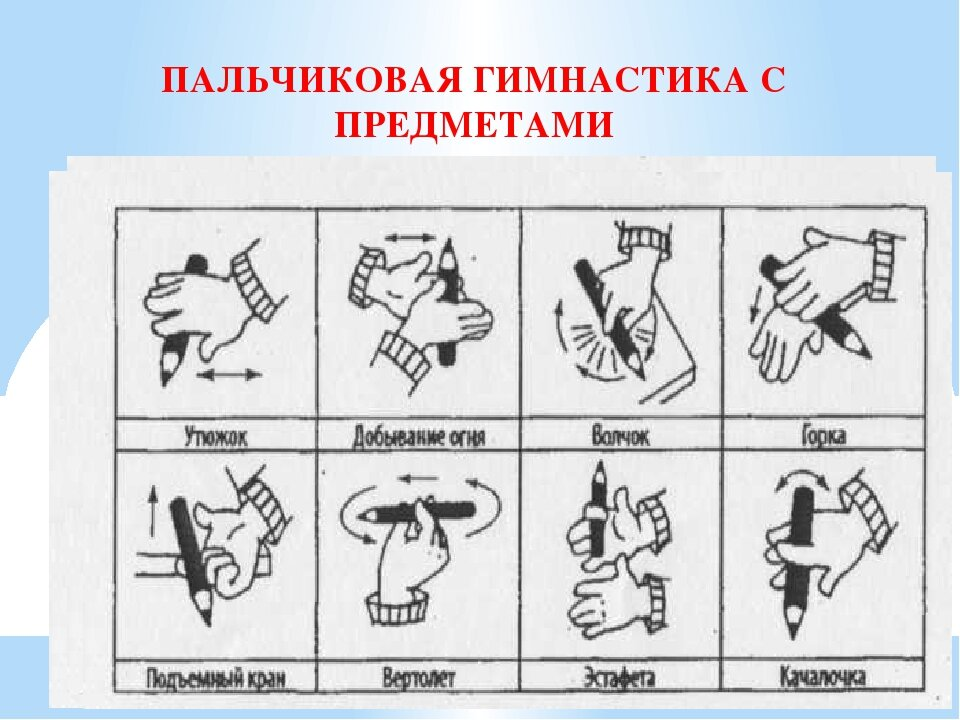 ПАЛЬЧИКОВАЯ ГИМНАСТИКА С
ПРЕДМЕТАМИ
Утюжок
Добывание огня
Волчок
Горка
Подъемный кран
Вертолет
Эстафета
Качалочка